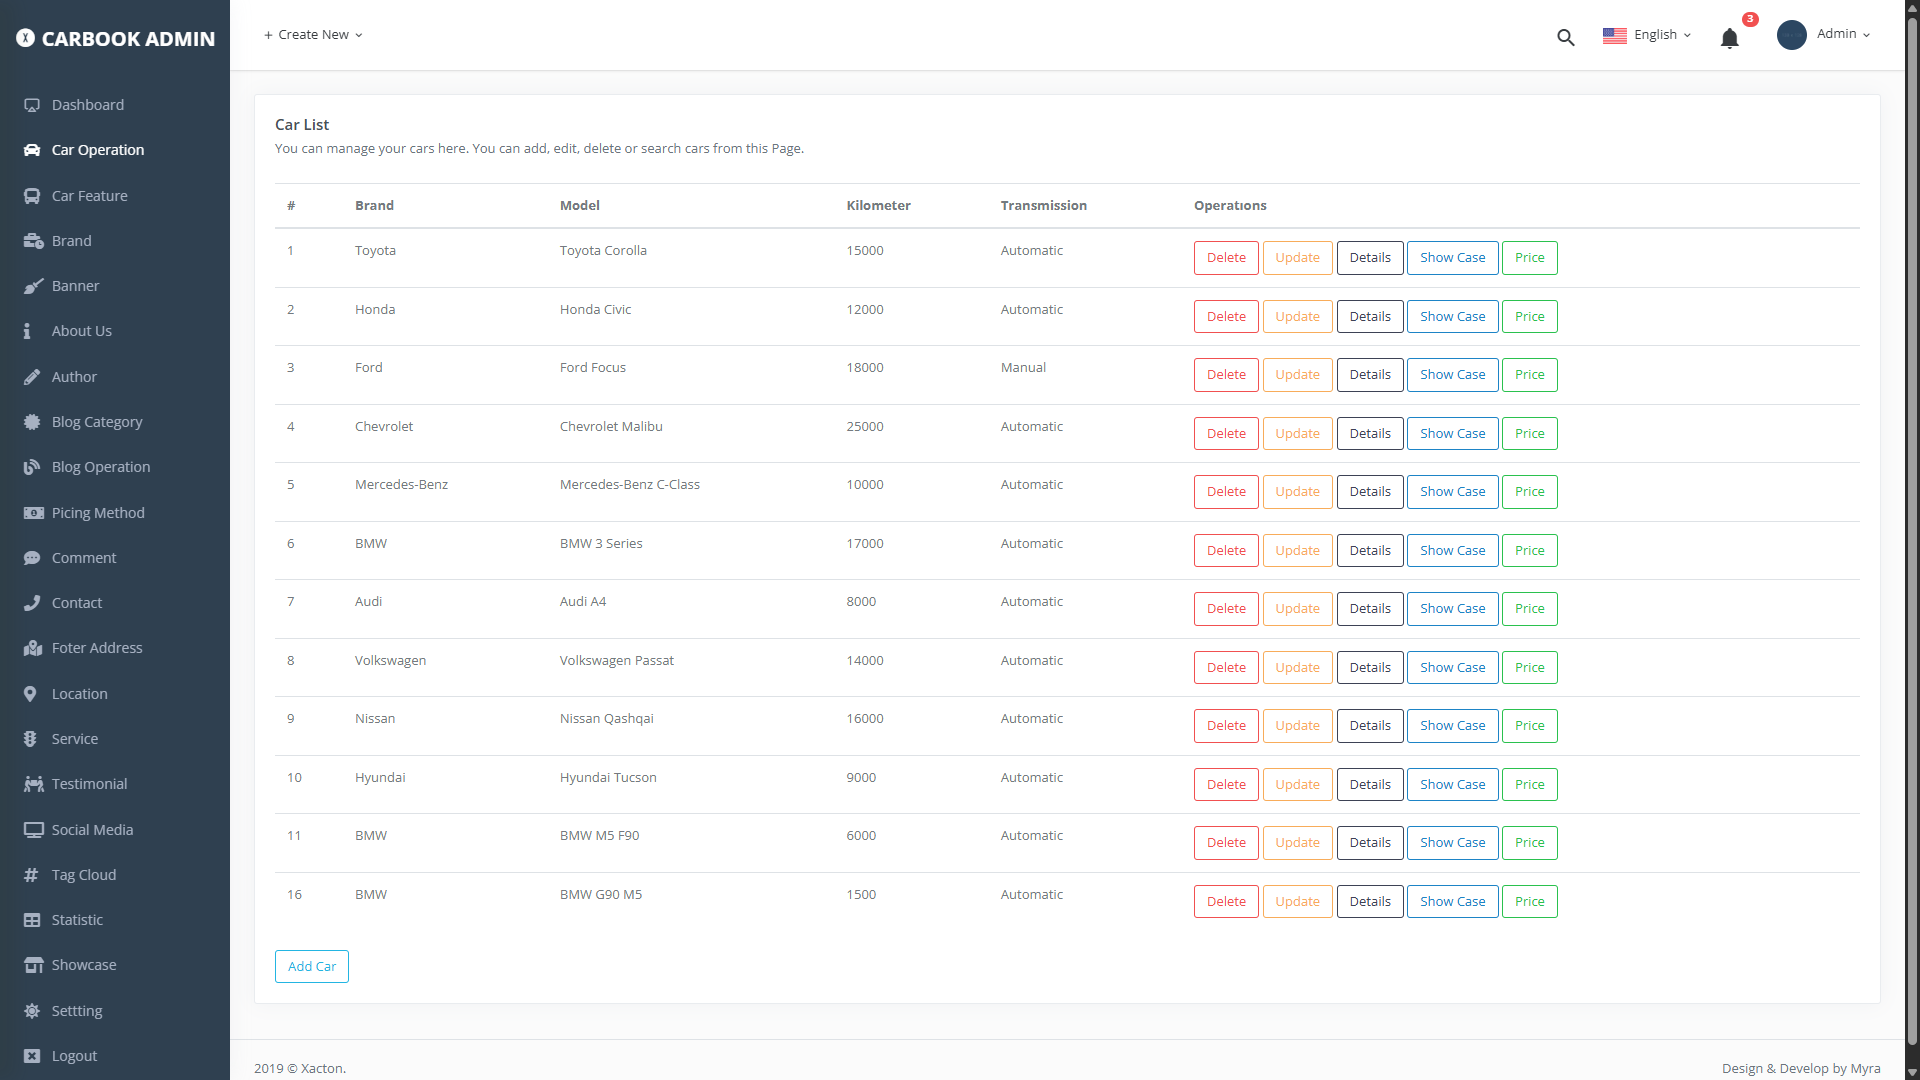 CARBOOK ADMIN
+ Create New
English
3
Admin
Dashboard
Car Operation
Car Feature
Brand
Banner
About Us
Author
Blog Category
Blog Operation
Picing Method
Comment
Contact
Foter Address
Location
Service
Testimonial
Social Media
Tag Cloud
Statistic
Showcase
Settting
Logout
Car List
You can manage your cars here. You can add, edit, delete or search cars from this Page.
# Brand Model Kilometer Transmission Operatıons
1 Toyota Toyota Corolla 15000 Automatic Delete Update Details Show Case Price
2 Honda Honda Civic 12000 Automatic Delete Update Details Show Case Price
3 Ford Ford Focus 18000 Manual Delete Update Details Show Case Price
4 Chevrolet Chevrolet Malibu 25000 Automatic Delete Update Details Show Case Price
5 Mercedes-Benz Mercedes-Benz C-Class 10000 Automatic Delete Update Details Show Case Price
6 BMW BMW 3 Series 17000 Automatic Delete Update Details Show Case Price
7 Audi Audi A4 8000 Automatic Delete Update Details Show Case Price
8 Volkswagen Volkswagen Passat 14000 Automatic Delete Update Details Show Case Price
9 Nissan Nissan Qashqai 16000 Automatic Delete Update Details Show Case Price
10 Hyundai Hyundai Tucson 9000 Automatic Delete Update Details Show Case Price
11 BMW BMW M5 F90 6000 Automatic Delete Update Details Show Case Price
16 BMW BMW G90 M5 1500 Automatic Delete Update Details Show Case Price
Add Car
2019 © Xacton.
Design & Develop by Myra